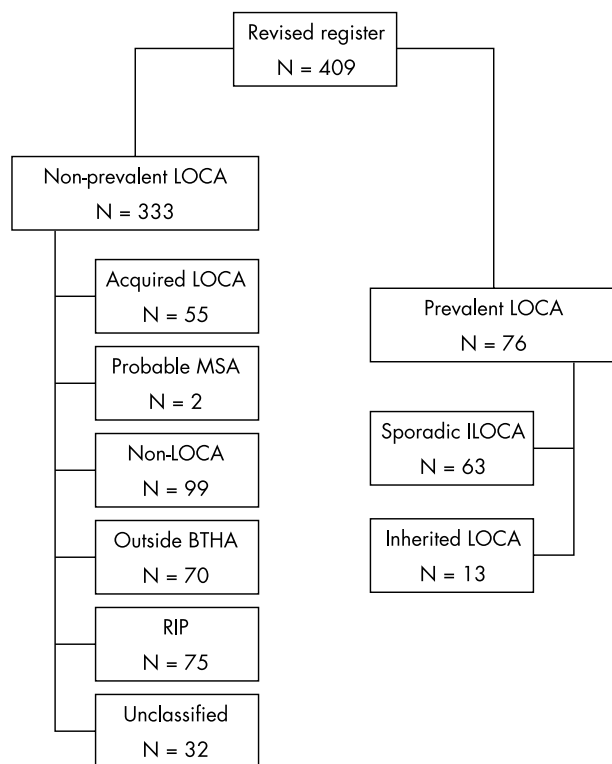 Revised register
N = 409
Non-prevalent LOCA
N = 333
Acquired LOCA
N = 55
Probable MSA
N = 2
Non-LOCA
N = 99
Outside BTHA
N = 70
RIP
N = 75
Unclassified
N = 32
Prevalent LOCA
N = 76
Sporadic ILOCA
N = 63
Inherited LOCA
N = 13